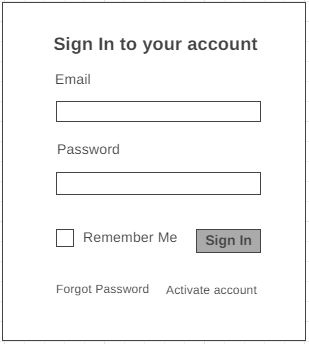 Sign In to your account
Email
Password
Remember Me
Sign In
Forgot Password
Activate account